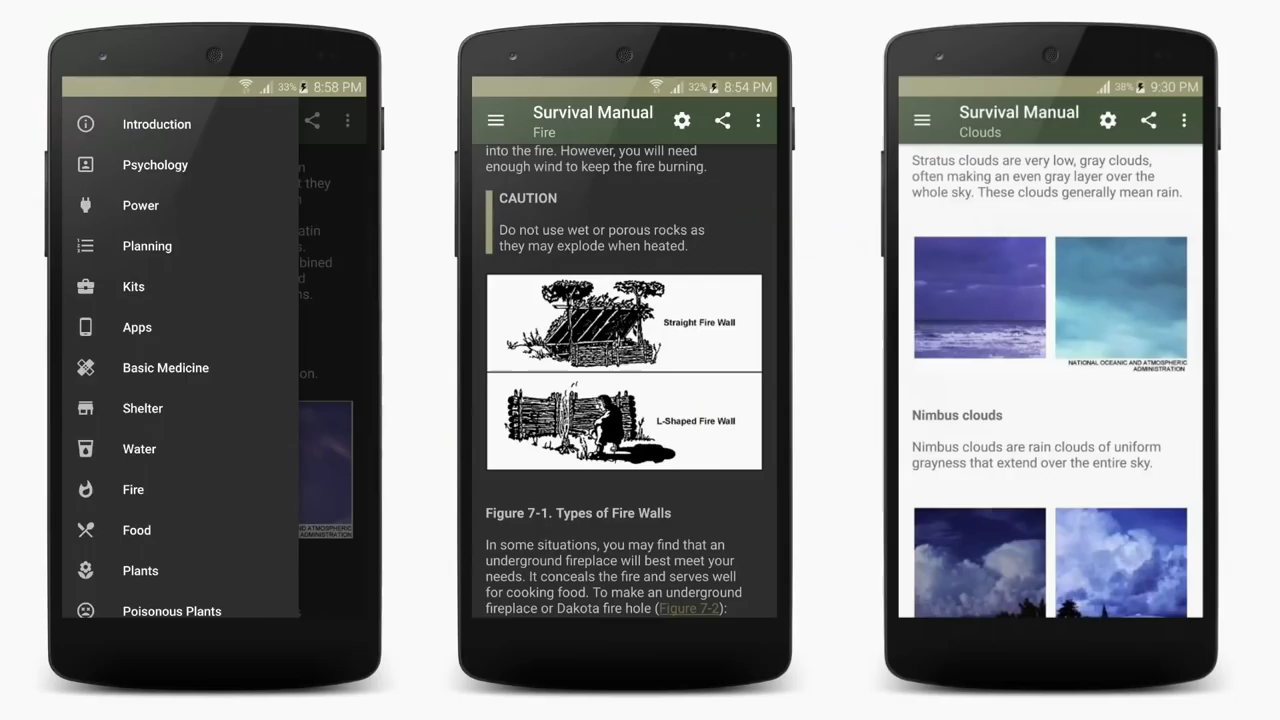 33% 8:58 PM
Introduction
Psychology
Power
Planning
Kits
Apps
Basic Medicine
Shelter
Water
Fire
Food
Plants
Poisonous Plants
n
t they
atin
s.
bined
d
ns.
on.
ND ATMOSPHERIC
ADMINISTRATION
32% 8:54 PM
Survival Manual
Fire
into the fire. However, you will need
enough wind to keep the fire burning.
CAUTION
Do not use wet or porous rocks as
they may explode when heated.
Straight Fire Wall
L-Shaped Fire Wall
Figure 7-1. Types of Fire Walls
In some situations, you may find that an
underground fireplace will best meet your
needs. It conceals the fire and serves well
for cooking food. To make an underground
fireplace or Dakota fire hole (Figure 7-2):
38% 9:30 PM
Survival Manual
Clouds
Stratus clouds are very low, gray clouds,
often making an even gray layer over the
whole sky. These clouds generally mean rain.
NATIONAL OCEANIC AND ATMOSPHERIC
ADMINISTRATION
Nimbus clouds
Nimbus clouds are rain clouds of uniform
grayness that extend over the entire sky.